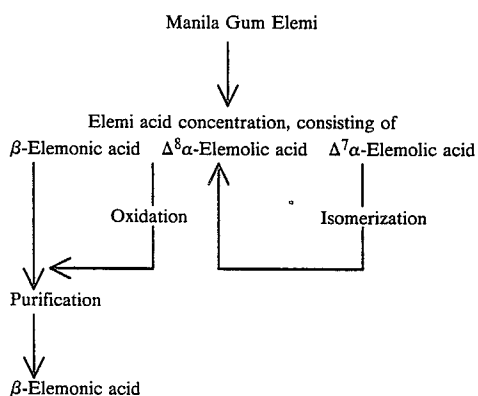 Manila Gum Elemi
Elemi acid concentration, consisting of
β-Elemonic acid Δ⁸α-Elemolic acid Δ⁷α-Elemolic acid
Oxidation Isomerization
Purification
β-Elemonic acid